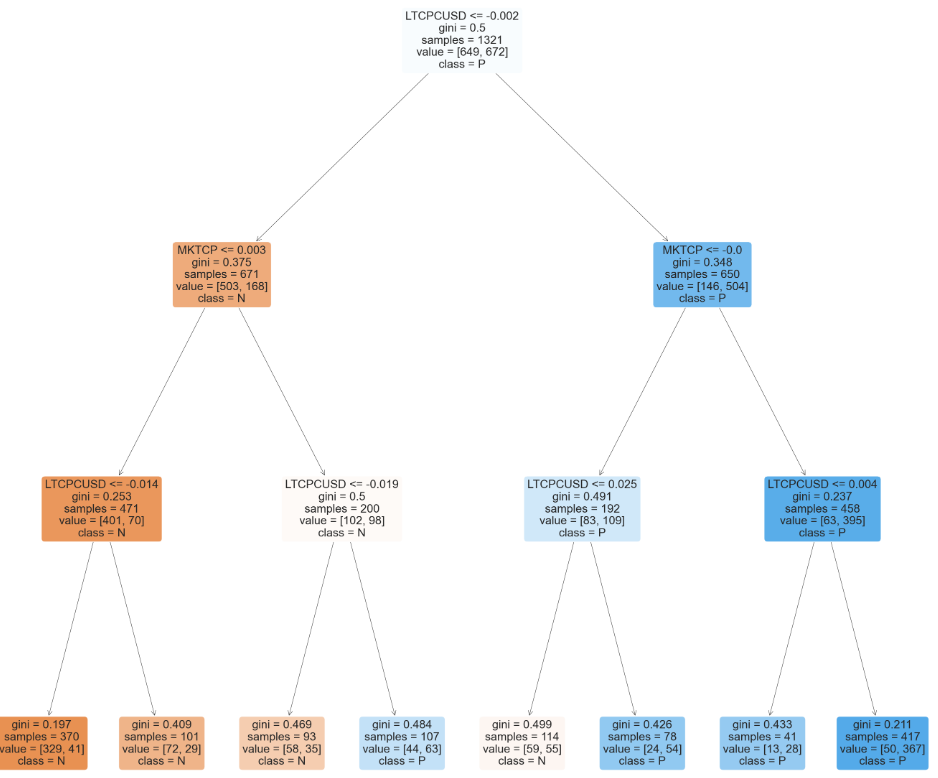 LTCPCUSD <= -0.002
gini = 0.5
samples = 1321
value = [649, 672]
class = P
MKTCP <= 0.003
gini = 0.375
samples = 671
value = [503, 168]
class = N
MKTCP <= -0.0
gini = 0.348
samples = 650
value = [146, 504]
class = P
LTCPCUSD <= -0.014
gini = 0.253
samples = 471
value = [401, 70]
class = N
LTCPCUSD <= -0.019
gini = 0.5
samples = 200
value = [102, 98]
class = N
LTCPCUSD <= 0.025
gini = 0.491
samples = 192
value = [83, 109]
class = P
LTCPCUSD <= 0.004
gini = 0.237
samples = 458
value = [63, 395]
class = P
gini = 0.197
samples = 370
value = [329, 41]
class = N
gini = 0.409
samples = 101
value = [72, 29]
class = N
gini = 0.469
samples = 93
value = [58, 35]
class = N
gini = 0.484
samples = 107
value = [44, 63]
class = P
gini = 0.499
samples = 114
value = [59, 55]
class = N
gini = 0.426
samples = 78
value = [24, 54]
class = P
gini = 0.433
samples = 41
value = [13, 28]
class = P
gini = 0.211
samples = 417
value = [50, 367]
class = P